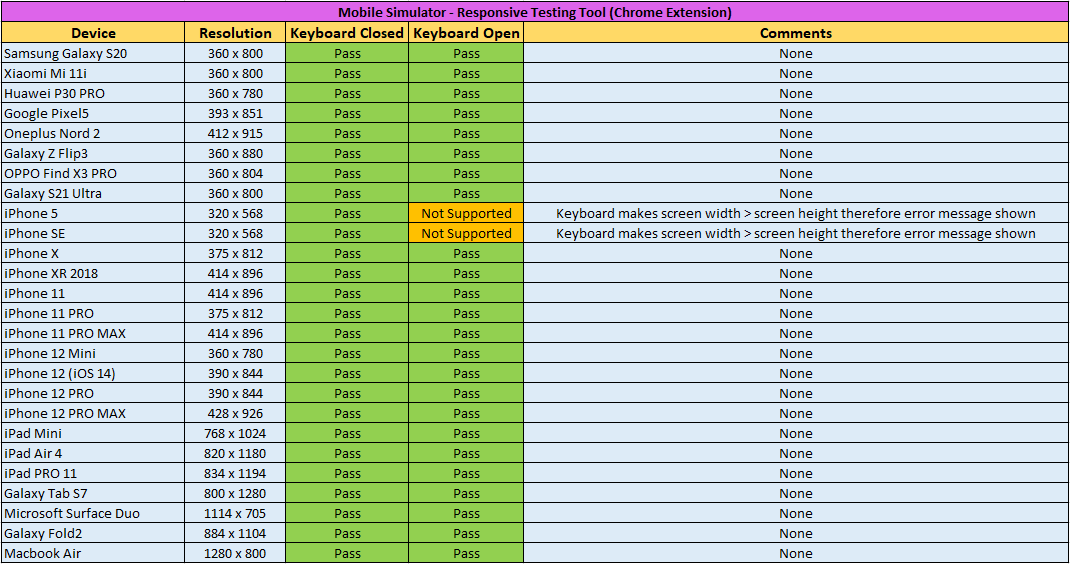 Mobile Simulator - Responsive Testing Tool (Chrome Extension)
Device Resolution Keyboard Closed Keyboard Open Comments
Samsung Galaxy S20 360 x 800 Pass Pass None
Xiaomi Mi 11i 360 x 800 Pass Pass None
Huawei P30 PRO 360 x 780 Pass Pass None
Google Pixel5 393 x 851 Pass Pass None
Oneplus Nord 2 412 x 915 Pass Pass None
Galaxy Z Flip3 360 x 880 Pass Pass None
OPPO Find X3 PRO 360 x 804 Pass Pass None
Galaxy S21 Ultra 360 x 800 Pass Pass None
iPhone 5 320 x 568 Pass Not Supported Keyboard makes screen width > screen height therefore error message shown
iPhone SE 320 x 568 Pass Not Supported Keyboard makes screen width > screen height therefore error message shown
iPhone X 375 x 812 Pass Pass None
iPhone XR 2018 414 x 896 Pass Pass None
iPhone 11 414 x 896 Pass Pass None
iPhone 11 PRO 375 x 812 Pass Pass None
iPhone 11 PRO MAX 414 x 896 Pass Pass None
iPhone 12 Mini 360 x 780 Pass Pass None
iPhone 12 (iOS 14) 390 x 844 Pass Pass None
iPhone 12 PRO 390 x 844 Pass Pass None
iPhone 12 PRO MAX 428 x 926 Pass Pass None
iPad Mini 768 x 1024 Pass Pass None
iPad Air 4 820 x 1180 Pass Pass None
iPad PRO 11 834 x 1194 Pass Pass None
Galaxy Tab S7 800 x 1280 Pass Pass None
Microsoft Surface Duo 1114 x 705 Pass Pass None
Galaxy Fold2 884 x 1104 Pass Pass None
Macbook Air 1280 x 800 Pass Pass None